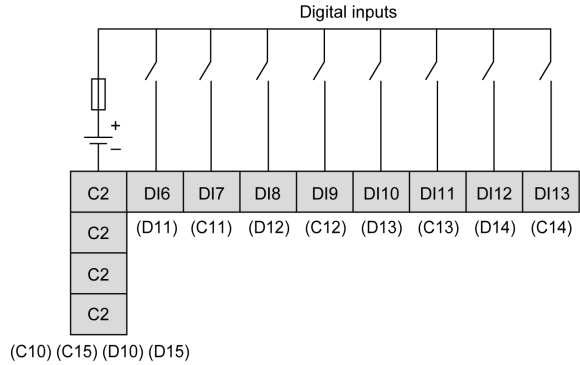 Digital inputs
+
–
C2 DI6 DI7 DI8 DI9 DI10 DI11 DI12 DI13
C2 (D11) (C11) (D12) (C12) (D13) (C13) (D14) (C14)
C2
C2
(C10) (C15) (D10) (D15)